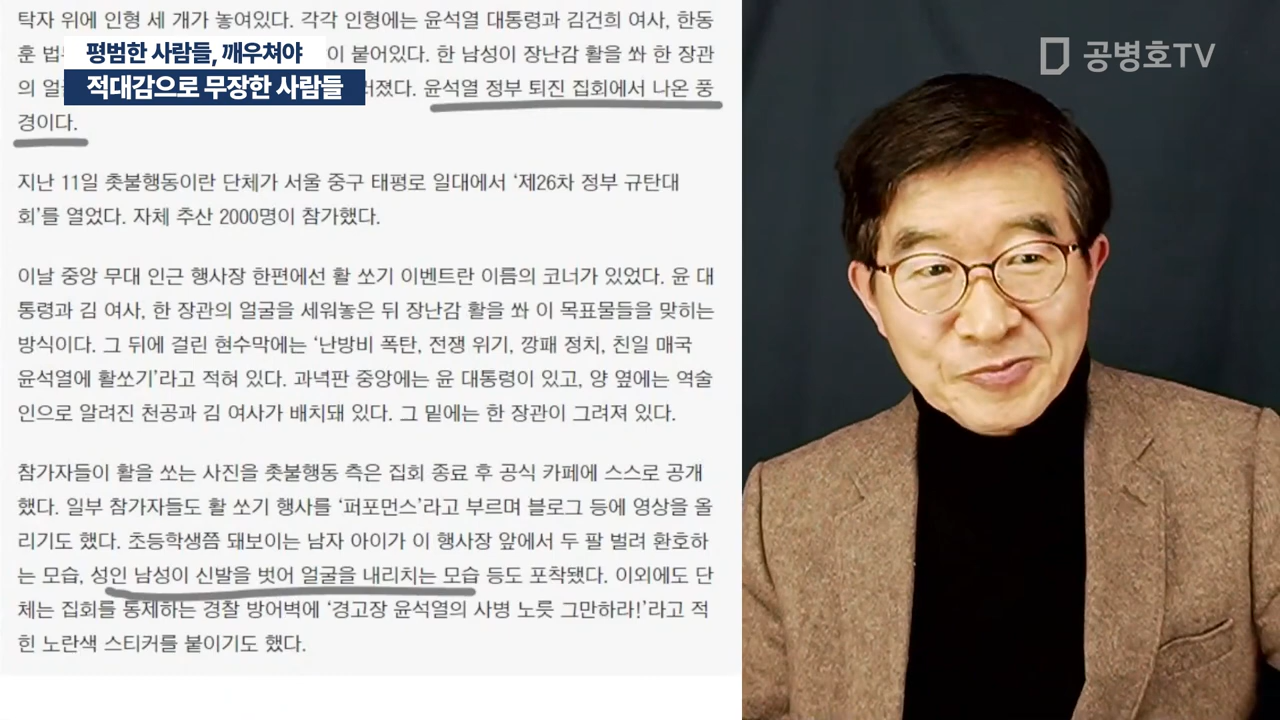 탁자 위에 인형 세 개가 놓여있다. 각각 인형에는 윤석열 대통령과 김건희 여사, 한동
훈 법 이 붙어있다. 한 남성이 장난감 활을 쏴 한 장관
의 얼 러졌다. 윤석열 정부 퇴진 집회에서 나온 풍
경이다.
평범한 사람들, 깨우쳐야
적대감으로 무장한 사람들
공병호TV
지난 11일 촛불행동이란 단체가 서울 중구 태평로 일대에서 ‘제26차 정부 규탄대
회’를 열었다. 자체 추산 2000명이 참가했다.
이날 중앙 무대 인근 행사장 한편에선 활 쏘기 이벤트란 이름의 코너가 있었다. 윤 대
통령과 김 여사, 한 장관의 얼굴을 세워놓은 뒤 장난감 활을 쏴 이 목표물들을 맞히는
방식이다. 그 뒤에 걸린 현수막에는 ‘난방비 폭탄, 전쟁 위기, 깡패 정치, 친일 매국
윤석열에 활쏘기’라고 적혀 있다. 과녁판 중앙에는 윤 대통령이 있고, 양 옆에는 역술
인으로 알려진 천공과 김 여사가 배치돼 있다. 그 밑에는 한 장관이 그려져 있다.
참가자들이 활을 쏘는 사진을 촛불행동 측은 집회 종료 후 공식 카페에 스스로 공개
했다. 일부 참가자들도 활 쏘기 행사를 ‘퍼포먼스’라고 부르며 블로그 등에 영상을 올
리기도 했다. 초등학생쯤 돼보이는 남자 아이가 이 행사장 앞에서 두 팔 벌려 환호하
는 모습, 성인 남성이 신발을 벗어 얼굴을 내리치는 모습 등도 포착됐다. 이외에도 단
체는 집회를 통제하는 경찰 방어벽에 ‘경고장 윤석열의 사병 노릇 그만하라!’라고 적
힌 노란색 스티커를 붙이기도 했다.